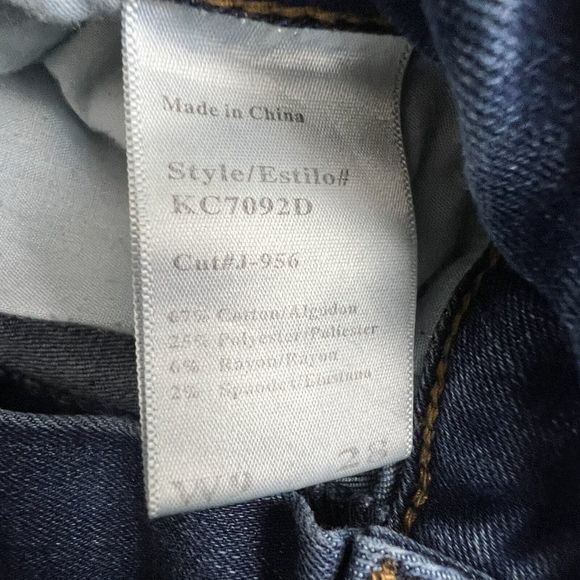 Made in China
Style/Estilo#
KC7092D
Cut#J-956
67% Cotton/Algodon
25% Polyester/Poliester
6% Rayon/Rayon
2% Spandex/Elastano
28